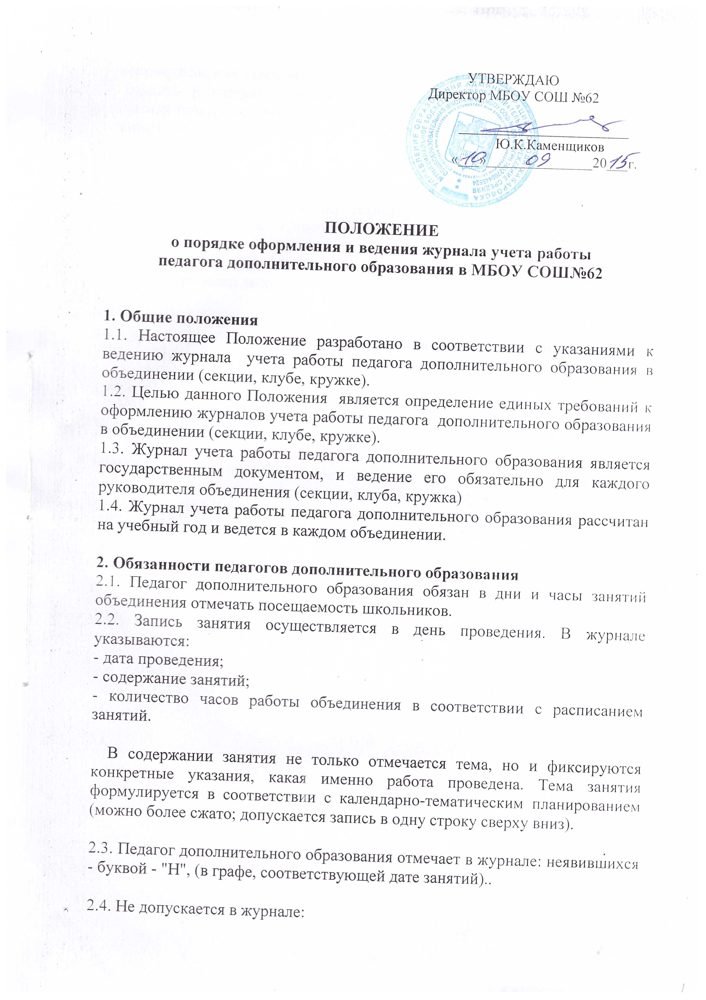 УТВЕРЖДАЮ
Директор МБОУ СОШ №62
Ю.К.Каменщиков
«10» 09 2015г.
УПРАВЛЕНИЕ ОБРАЗОВАНИЯ АДМИНИСТРАЦИИ ГОРОДА ХАБАРОВСКА
ПОЛОЖЕНИЕ
о порядке оформления и ведения журнала учета работы
педагога дополнительного образования в МБОУ СОШ№62
1. Общие положения
1.1. Настоящее Положение разработано в соответствии с указаниями к
ведению журнала учета работы педагога дополнительного образования в
объединении (секции, клубе, кружке).
1.2. Целью данного Положения является определение единых требований к
оформлению журналов учета работы педагога дополнительного образования
в объединении (секции, клубе, кружке).
1.3. Журнал учета работы педагога дополнительного образования является
государственным документом, и ведение его обязательно для каждого
руководителя объединения (секции, клуба, кружка)
1.4. Журнал учета работы педагога дополнительного образования рассчитан
на учебный год и ведется в каждом объединении.
2. Обязанности педагогов дополнительного образования
2.1. Педагог дополнительного образования обязан в дни и часы занятий
объединения отмечать посещаемость школьников.
2.2. Запись занятия осуществляется в день проведения. В журнале
указываются:
- дата проведения;
- содержание занятий;
- количество часов работы объединения в соответствии с расписанием
занятий.
В содержании занятия не только отмечается тема, но и фиксируются
конкретные указания, какая именно работа проведена. Тема занятия
формулируется в соответствии с календарно-тематическим планированием
(можно более сжато; допускается запись в одну строку сверху вниз).
2.3. Педагог дополнительного образования отмечает в журнале: неявившихся
- буквой - "Н", (в графе, соответствующей дате занятий)..
2.4. Не допускается в журнале: